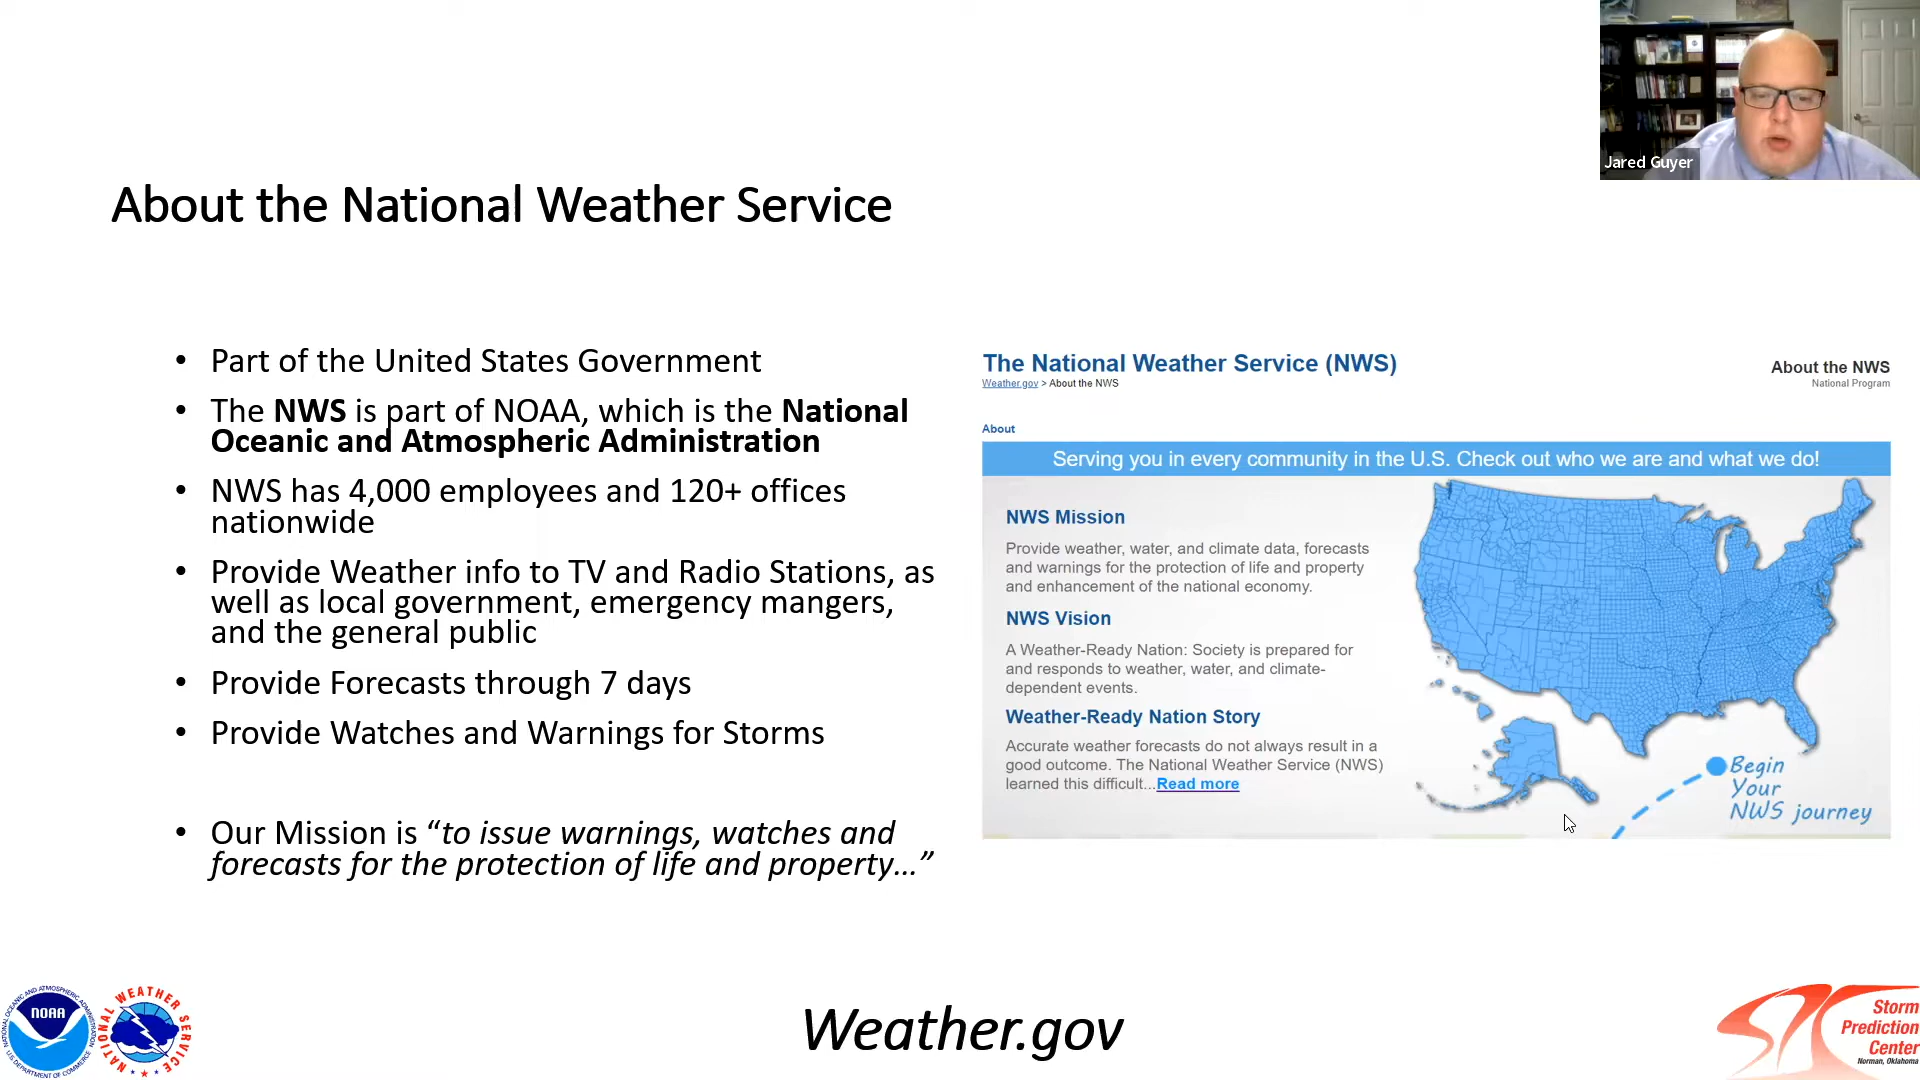 Jared Guyer
About the National Weather Service
• Part of the United States Government
• The NWS is part of NOAA, which is the National
Oceanic and Atmospheric Administration
• NWS has 4,000 employees and 120+ offices
nationwide
• Provide Weather info to TV and Radio Stations, as
well as local government, emergency mangers,
and the general public
• Provide Forecasts through 7 days
• Provide Watches and Warnings for Storms
• Our Mission is “to issue warnings, watches and
forecasts for the protection of life and property...”
The National Weather Service (NWS)
Weather.gov > About the NWS
About the NWS
National Program
About
Serving you in every community in the U.S. Check out who we are and what we do!
NWS Mission
Provide weather, water, and climate data, forecasts
and warnings for the protection of life and property
and enhancement of the national economy.
NWS Vision
A Weather-Ready Nation: Society is prepared for
and responds to weather, water, and climate-
dependent events.
Weather-Ready Nation Story
Accurate weather forecasts do not always result in a
good outcome. The National Weather Service (NWS)
learned this difficult...Read more
Begin
Your
NWS journey
NATIONAL OCEANIC AND ATMOSPHERIC ADMINISTRATION
NOAA
U.S. DEPARTMENT OF COMMERCE
NATIONAL WEATHER SERVICE
Weather.gov
Storm
Prediction
Center
Norman, Oklahoma